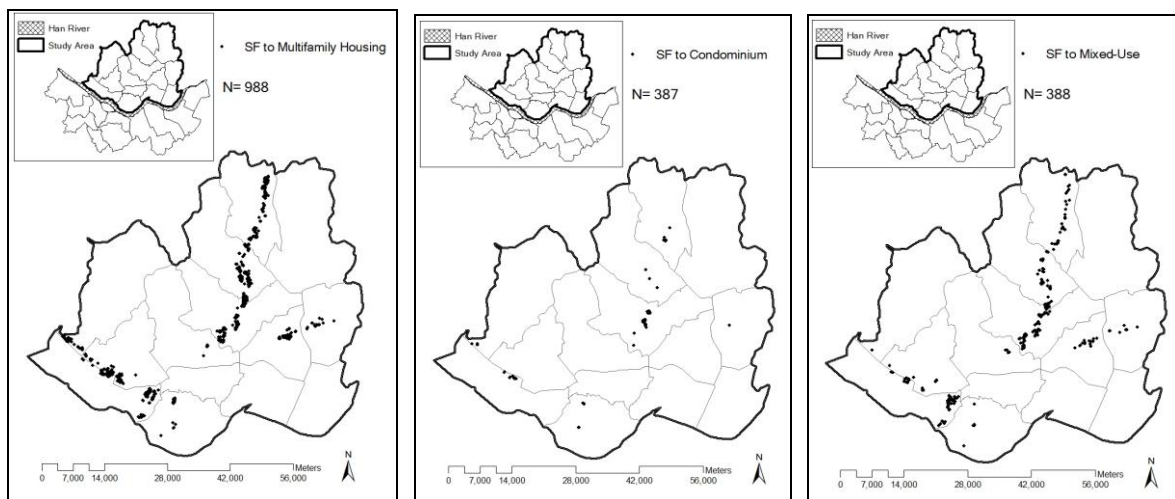 Han River
Study Area
SF to Multifamily Housing
N= 988
N
Meters
0 7,000 14,000 28,000 42,000 56,000
Han River
Study Area
SF to Condominium
N= 387
N
Meters
0 7,000 14,000 28,000 42,000 56,000
Han River
Study Area
SF to Mixed-Use
N= 388
N
Meters
0 7,000 14,000 28,000 42,000 56,000